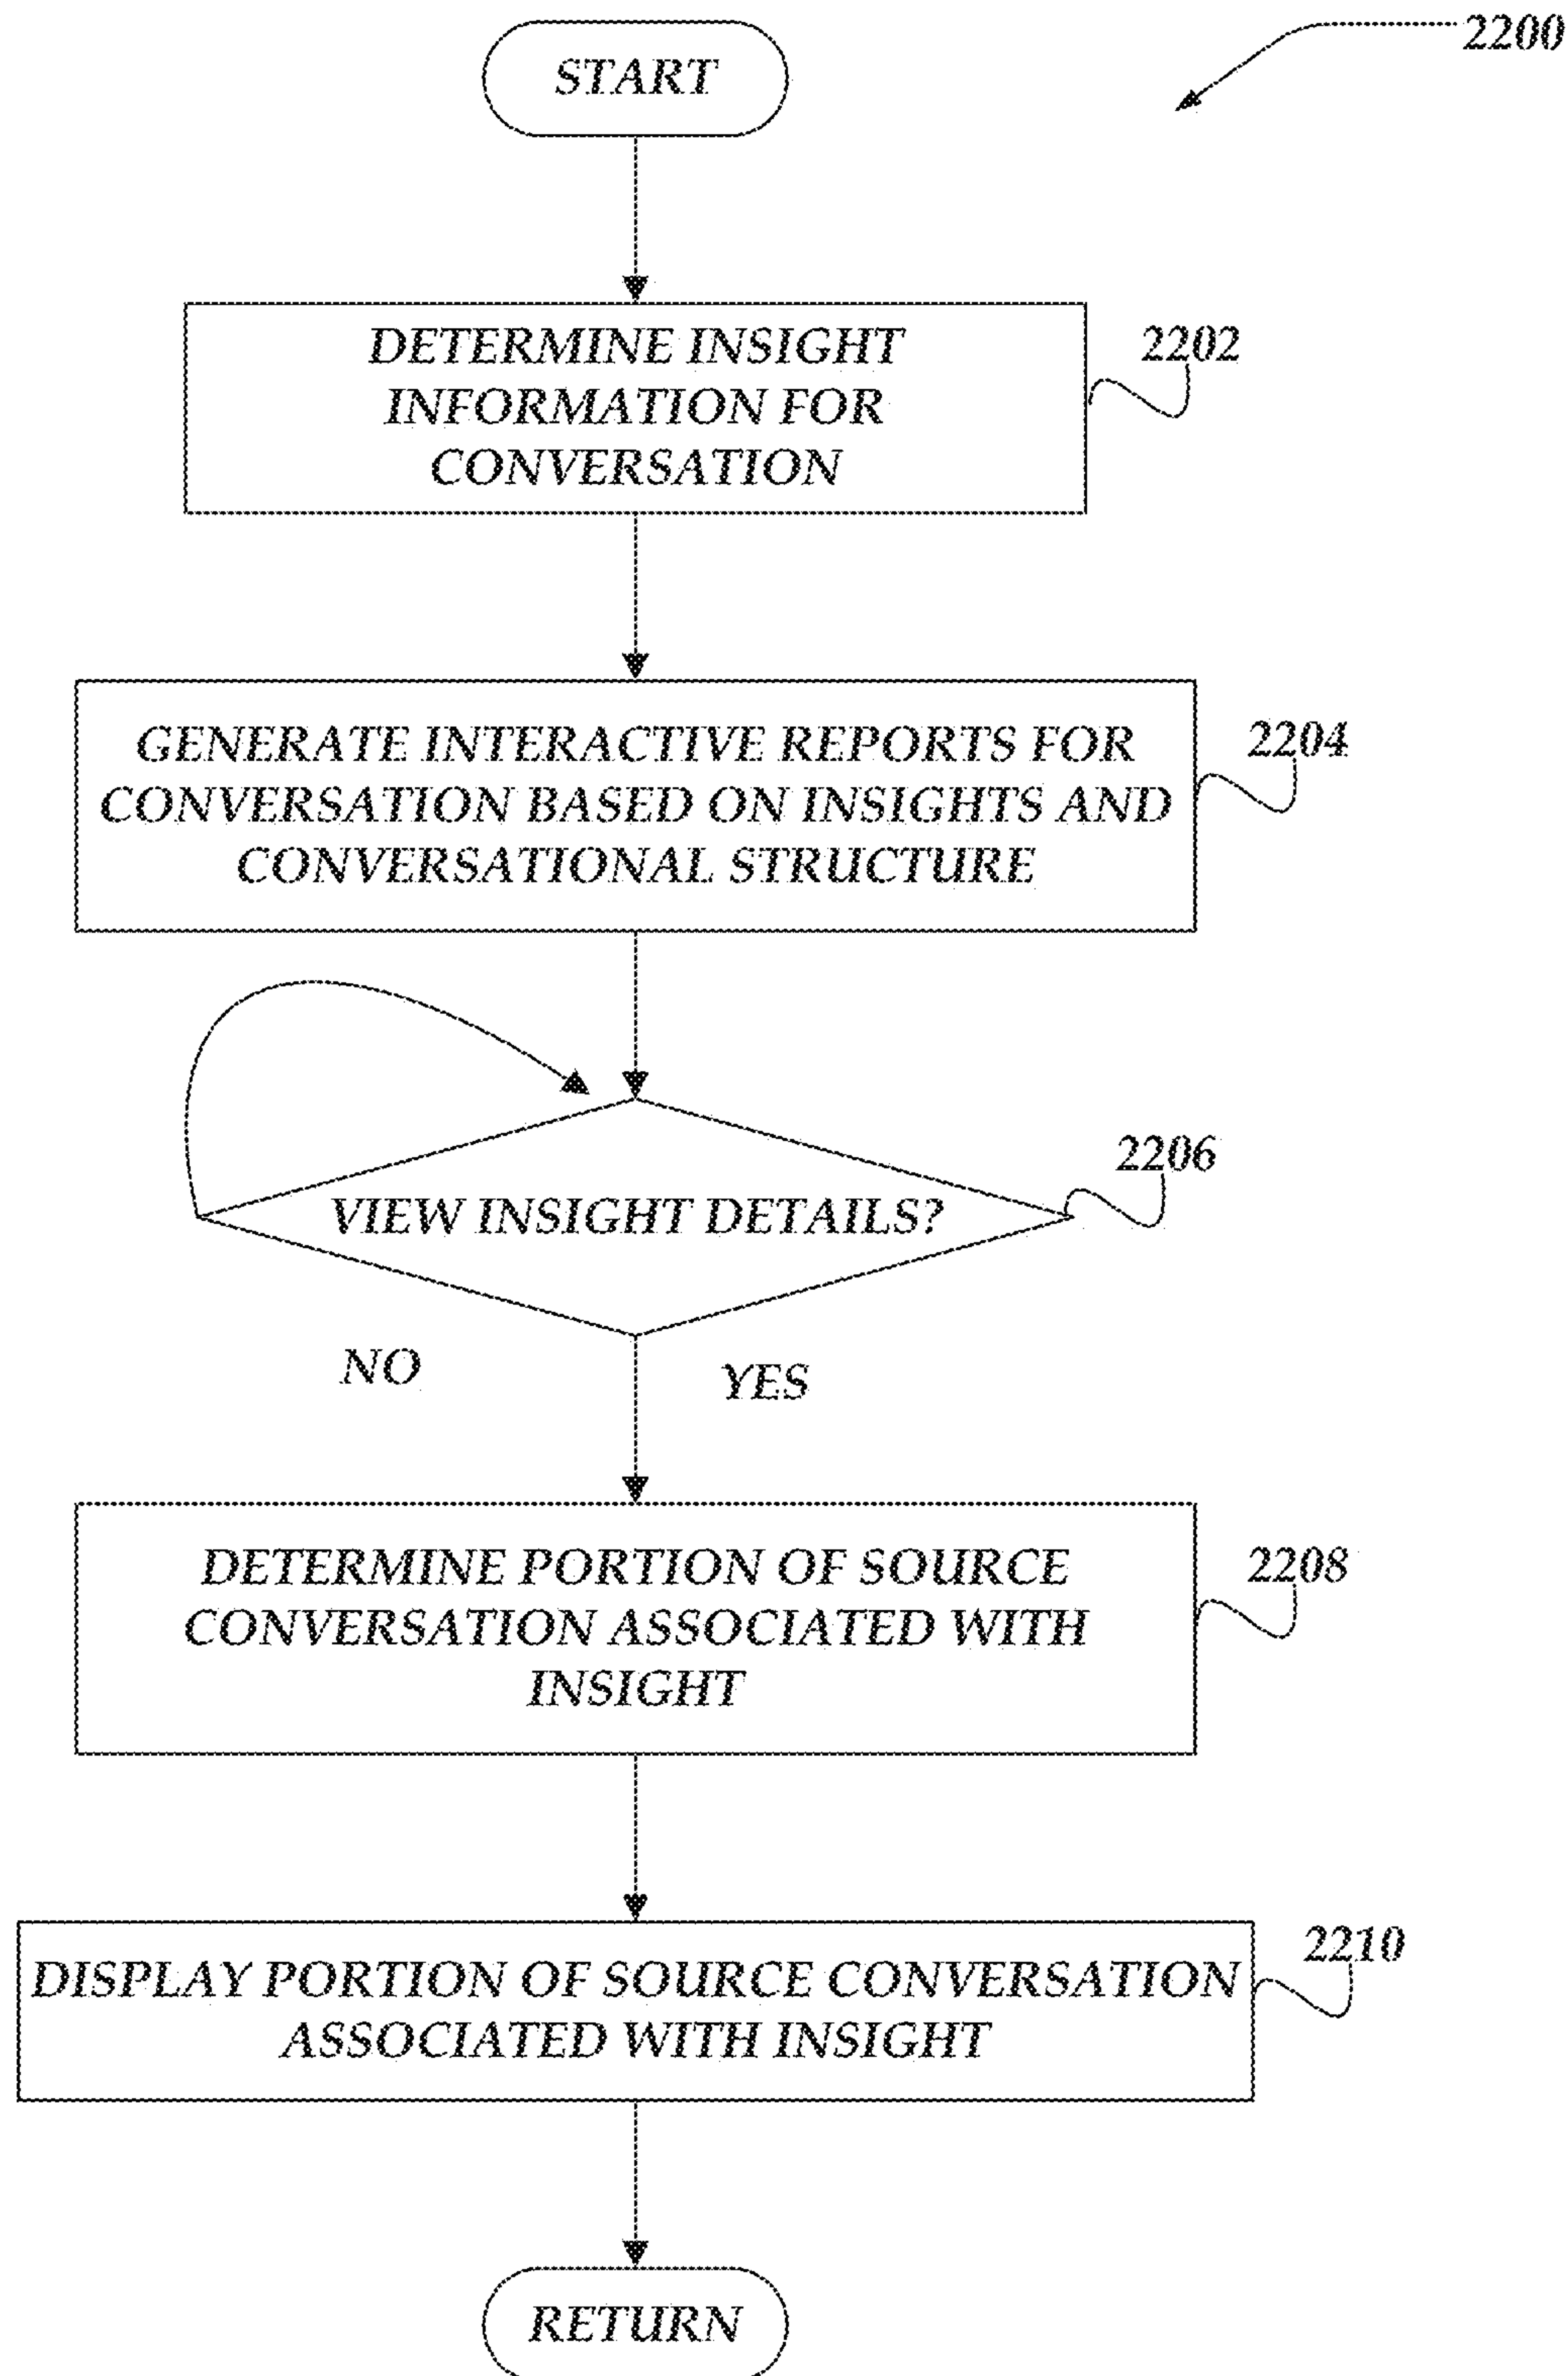 START
2200
DETERMINE INSIGHT
INFORMATION FOR
CONVERSATION
2202
GENERATE INTERACTIVE REPORTS FOR
CONVERSATION BASED ON INSIGHTS AND
CONVERSATIONAL STRUCTURE
2204
VIEW INSIGHT DETAILS?
2206
NO
YES
DETERMINE PORTION OF SOURCE
CONVERSATION ASSOCIATED WITH
INSIGHT
2208
DISPLAY PORTION OF SOURCE CONVERSATION
ASSOCIATED WITH INSIGHT
2210
RETURN